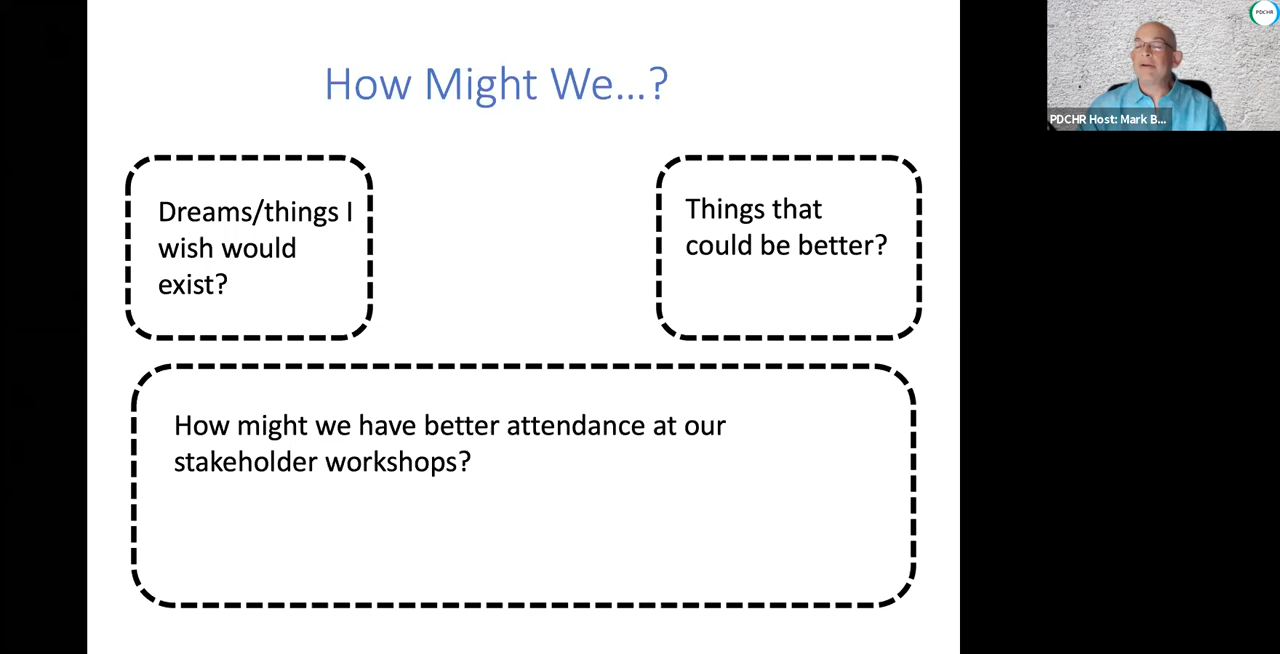 How Might We...?
Dreams/things I
wish would
exist?
Things that
could be better?
How might we have better attendance at our
stakeholder workshops?
PDCHR
PDCHR Host: Mark B...